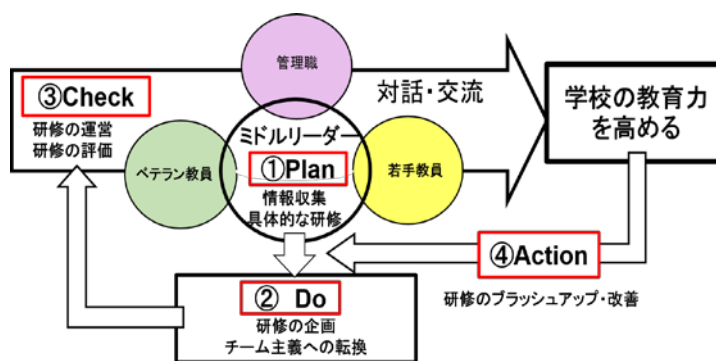 管理職
③Check
研修の運営
研修の評価
対話・交流
学校の教育力
を高める
ミドルリーダー
ベテラン教員
①Plan
若手教員
情報収集
具体的な研修
④Action
研修のブラッシュアップ・改善
② Do
研修の企画
チーム主義への転換